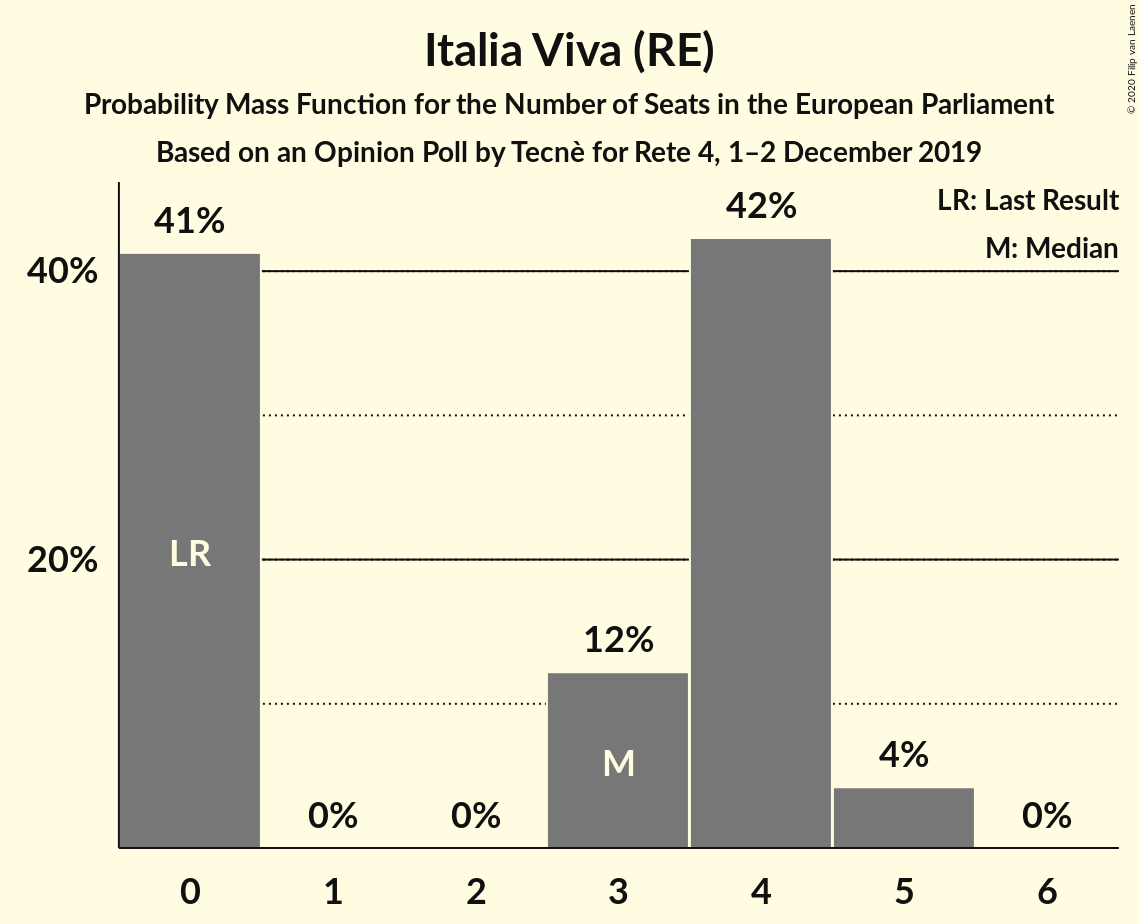 Italia Viva (RE)
Probability Mass Function for the Number of Seats in the European Parliament
Based on an Opinion Poll by Tecnè for Rete 4, 1–2 December 2019
© 2020 Filip van Laenen
LR: Last Result
M: Median
41%
42%
40%
LR
20%
12%
M
4%
0%
0%
0%
0 1 2 3 4 5 6